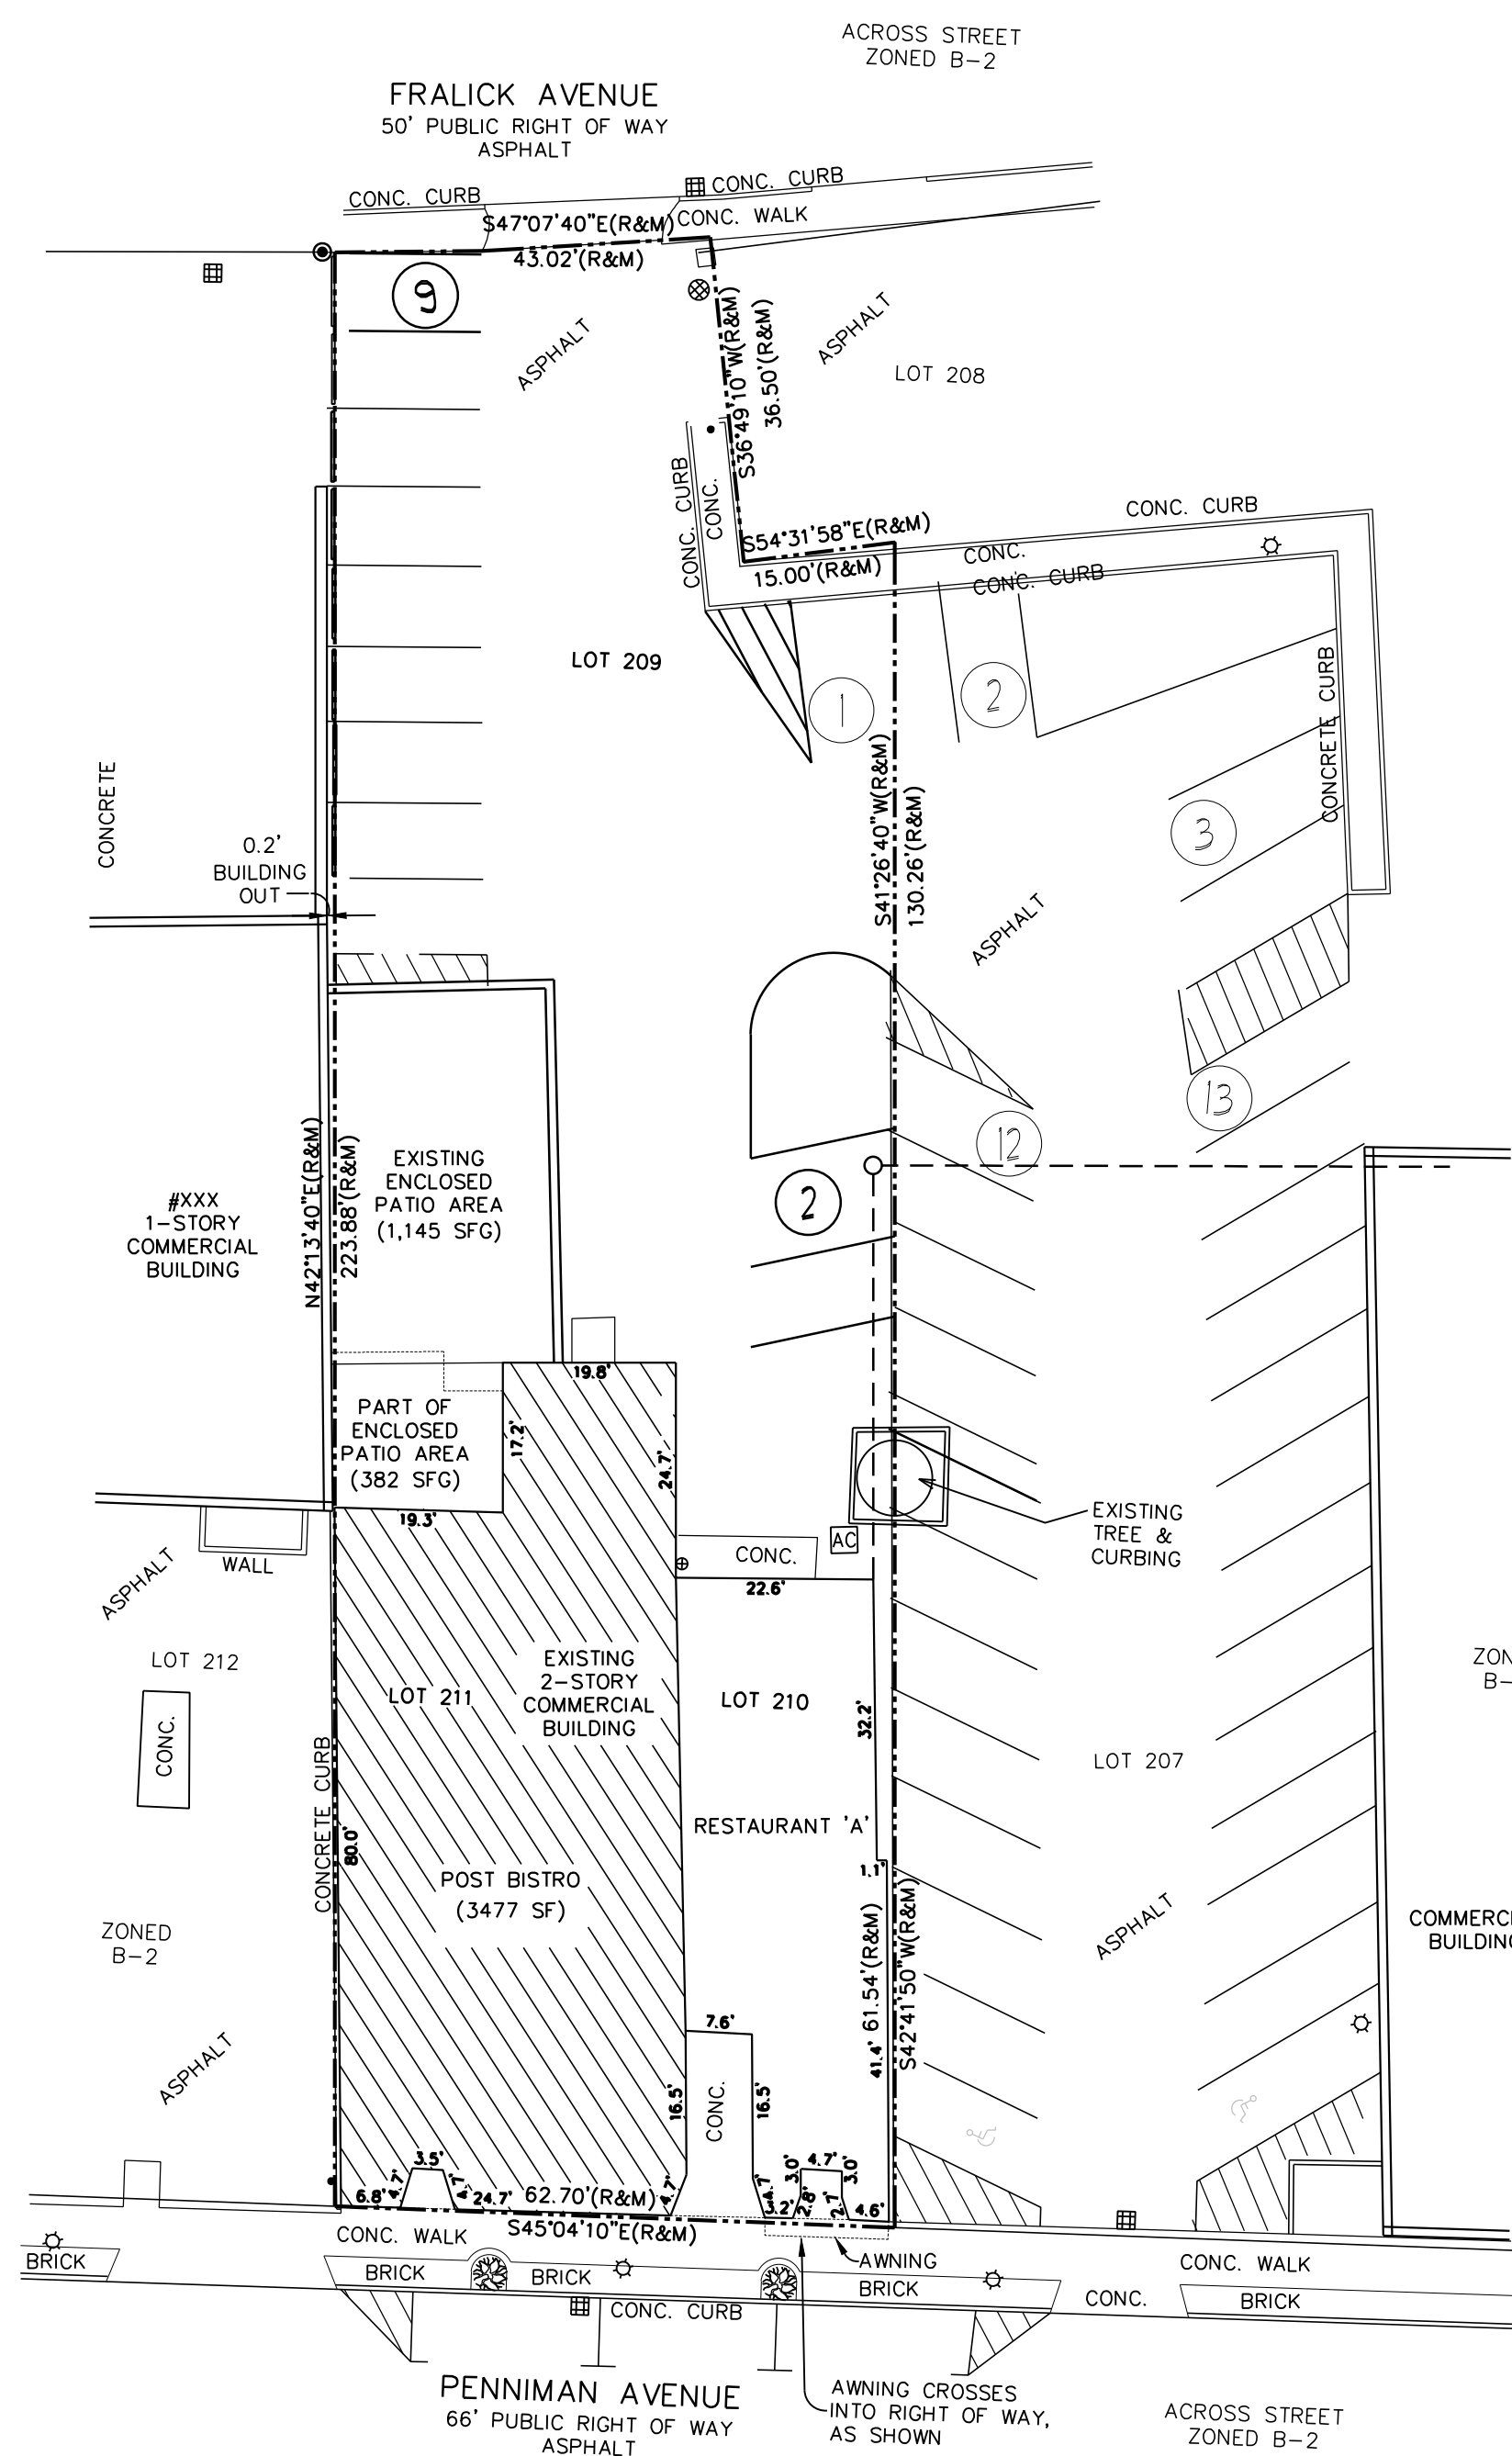 ACROSS STREET
ZONED B-2
FRALICK AVENUE
50' PUBLIC RIGHT OF WAY
ASPHALT
CONC. CURB
CONC. CURB
S47°07'40"E(R&M)
CONC. WALK
43.02'(R&M)
9
ASPHALT
ASPHALT
S36°49'10"W(R&M)
36.50'(R&M)
LOT 208
CONC. CURB
CONC.
S54°31'58"E(R&M)
15.00'(R&M)
CONC. CURB
CONC.
CONC. CURB
LOT 209
1
2
CONCRETE CURB
3
CONCRETE
0.2'
BUILDING
OUT
S41°26'40"W(R&M)
130.26'(R&M)
ASPHALT
13
12
2
N42°13'40"E(R&M)
223.88'(R&M)
EXISTING
ENCLOSED
PATIO AREA
(1,145 SFG)
#XXX
1-STORY
COMMERCIAL
BUILDING
19.8'
PART OF
ENCLOSED
PATIO AREA
(382 SFG)
17.2'
24.7'
19.3'
WALL
ASPHALT
CONC.
AC
22.6'
EXISTING
TREE &
CURBING
LOT 212
CONC.
LOT 211
EXISTING
2-STORY
COMMERCIAL
BUILDING
LOT 210
32.2'
LOT 207
ZON
B-
CONCRETE CURB
80.0'
RESTAURANT 'A'
1.1'
POST BISTRO
(3477 SF)
ZONED
B-2
61.54'(R&M)
S42°41'50"W(R&M)
41.4'
ASPHALT
COMMERCI
BUILDING
ASPHALT
7.6'
16.5'
CONC.
16.5'
3.5'
6.8'
4.7'
4.7'
24.7'
62.70'(R&M)
4.7'
4.7'
3.2'
3.0'
4.7'
3.0'
2.8'
2.7'
4.6'
S45°04'10"E(R&M)
CONC. WALK
AWNING
CONC. WALK
BRICK
BRICK
BRICK
BRICK
CONC.
BRICK
CONC. CURB
PENNIMAN AVENUE
66' PUBLIC RIGHT OF WAY
ASPHALT
AWNING CROSSES
INTO RIGHT OF WAY,
AS SHOWN
ACROSS STREET
ZONED B-2